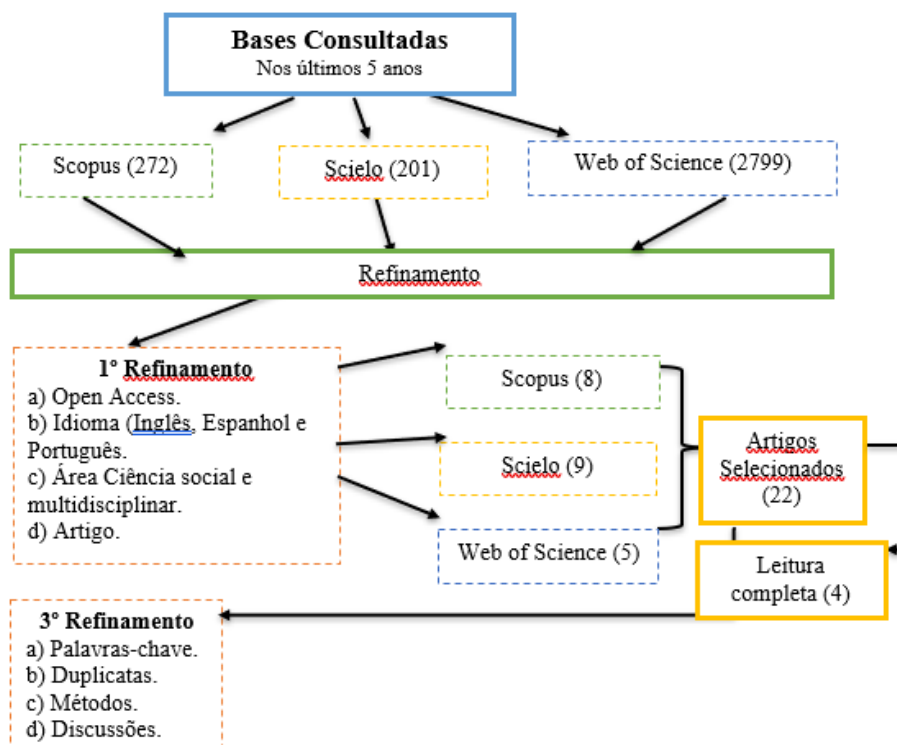 Bases Consultadas
Nos últimos 5 anos
Scopus (272)
Scielo (201)
Web of Science (2799)
Refinamento
1º Refinamento
a) Open Access.
b) Idioma (Inglês, Espanhol e
Português.
c) Área Ciência social e
multidisciplinar.
d) Artigo.
Scopus (8)
Scielo (9)
Web of Science (5)
Artigos
Selecionados
(22)
Leitura
completa (4)
3º Refinamento
a) Palavras-chave.
b) Duplicatas.
c) Métodos.
d) Discussões.